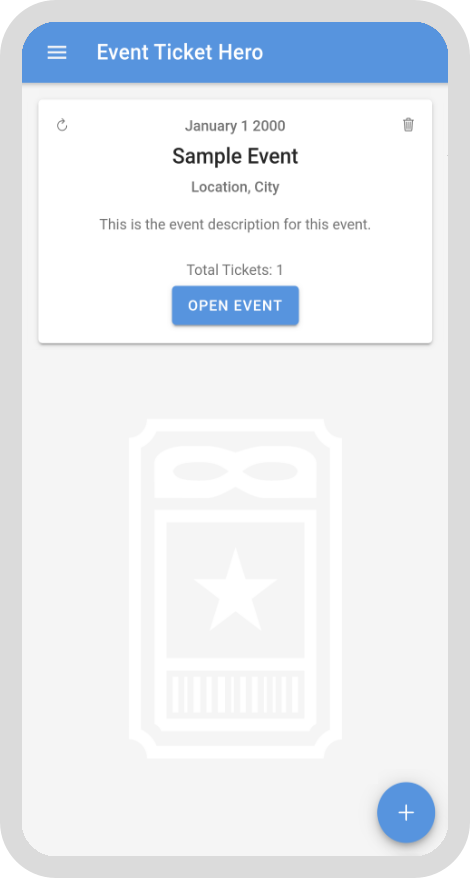 Event Ticket Hero
January 1 2000
Sample Event
Location, City
This is the event description for this event.
Total Tickets: 1
OPEN EVENT